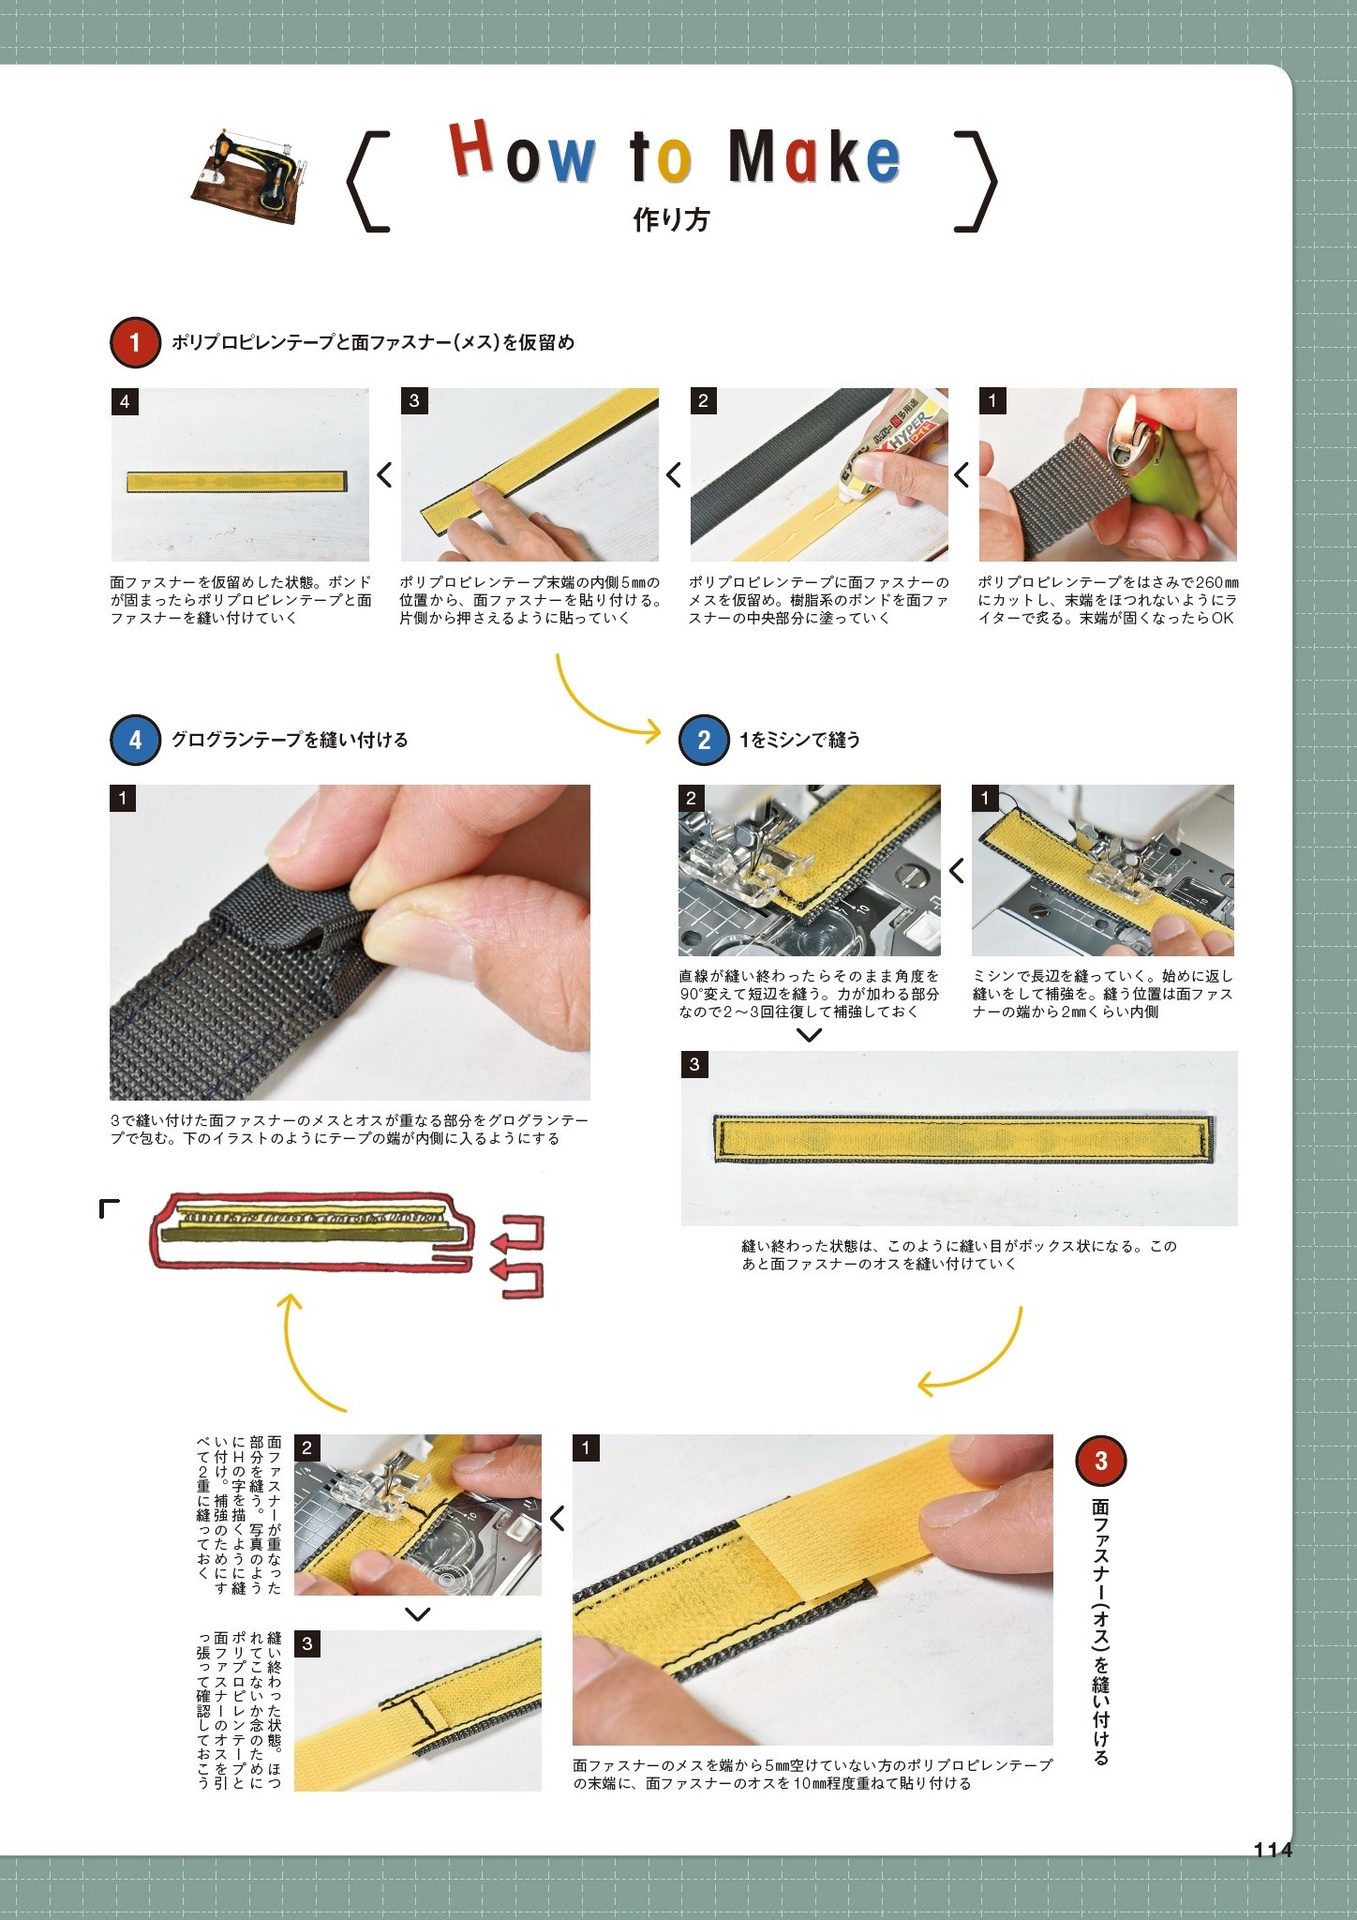 How to Make
作り方
1
ポリプロピレンテープと面ファスナー(メス)を仮留め
1
ポリプロピレンテープをはさみで260㎜
にカットし、末端をほつれないようにラ
イターで炙る。末端が固くなったらOK
2
多用途
HYPER
ワイド
ポリプロピレンテープに面ファスナーの
メスを仮留め。樹脂系のボンドを面ファ
スナーの中央部分に塗っていく
3
ポリプロピレンテープ末端の内側5㎜の
位置から、面ファスナーを貼り付ける。
片側から押さえるように貼っていく
4
面ファスナーを仮留めした状態。ボンド
が固まったらポリプロピレンテープと面
ファスナーを縫い付けていく
2
1をミシンで縫う
1
ミシンで長辺を縫っていく。始めに返し
縫いをして補強を。縫う位置は面ファス
ナーの端から2㎜くらい内側
2
直線が縫い終わったらそのまま角度を
90°変えて短辺を縫う。力が加わる部分
なので2～3回往復して補強しておく
3
縫い終わった状態は、このように縫い目がボックス状になる。この
あと面ファスナーのオスを縫い付けていく
3
面ファスナー(オス)を縫い付ける
1
面ファスナーのメスを端から5㎜空けていない方のポリプロピレンテープ
の末端に、面ファスナーのオスを10㎜程度重ねて貼り付ける
2
面ファスナーが重なった
部分を縫う。写真のよう
にHの字を描くように縫
い付け。補強のためにす
べて2重に縫っておく
3
縫い終わった状態。ほつ
れてこないか念のために
ポリプロピレンテープと
面ファスナーのオスを引
っ張って確認しておこう
4
グログランテープを縫い付ける
1
3で縫い付けた面ファスナーのメスとオスが重なる部分をグログランテー
プで包む。下のイラストのようにテープの端が内側に入るようにする
114